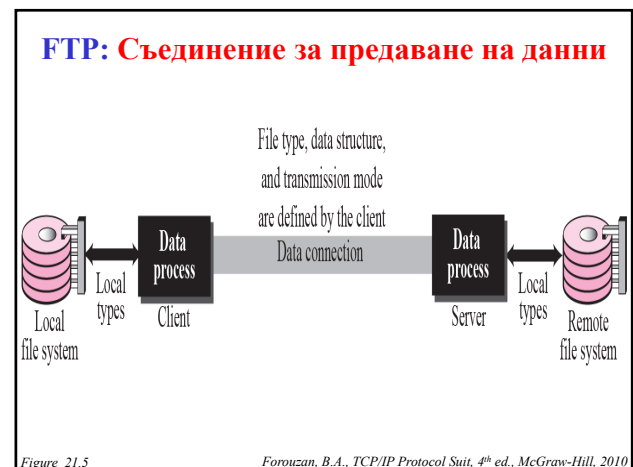 FTP: Съединение за предаване на данни
File type, data structure,
and transmission mode
are defined by the client
Data connection
Data
process
Data
process
Local
types
Client
Server
Local
types
Local
file system
Remote
file system
Figure 21.5
Forouzan, B.A., TCP/IP Protocol Suit, 4th ed., McGraw-Hill, 2010